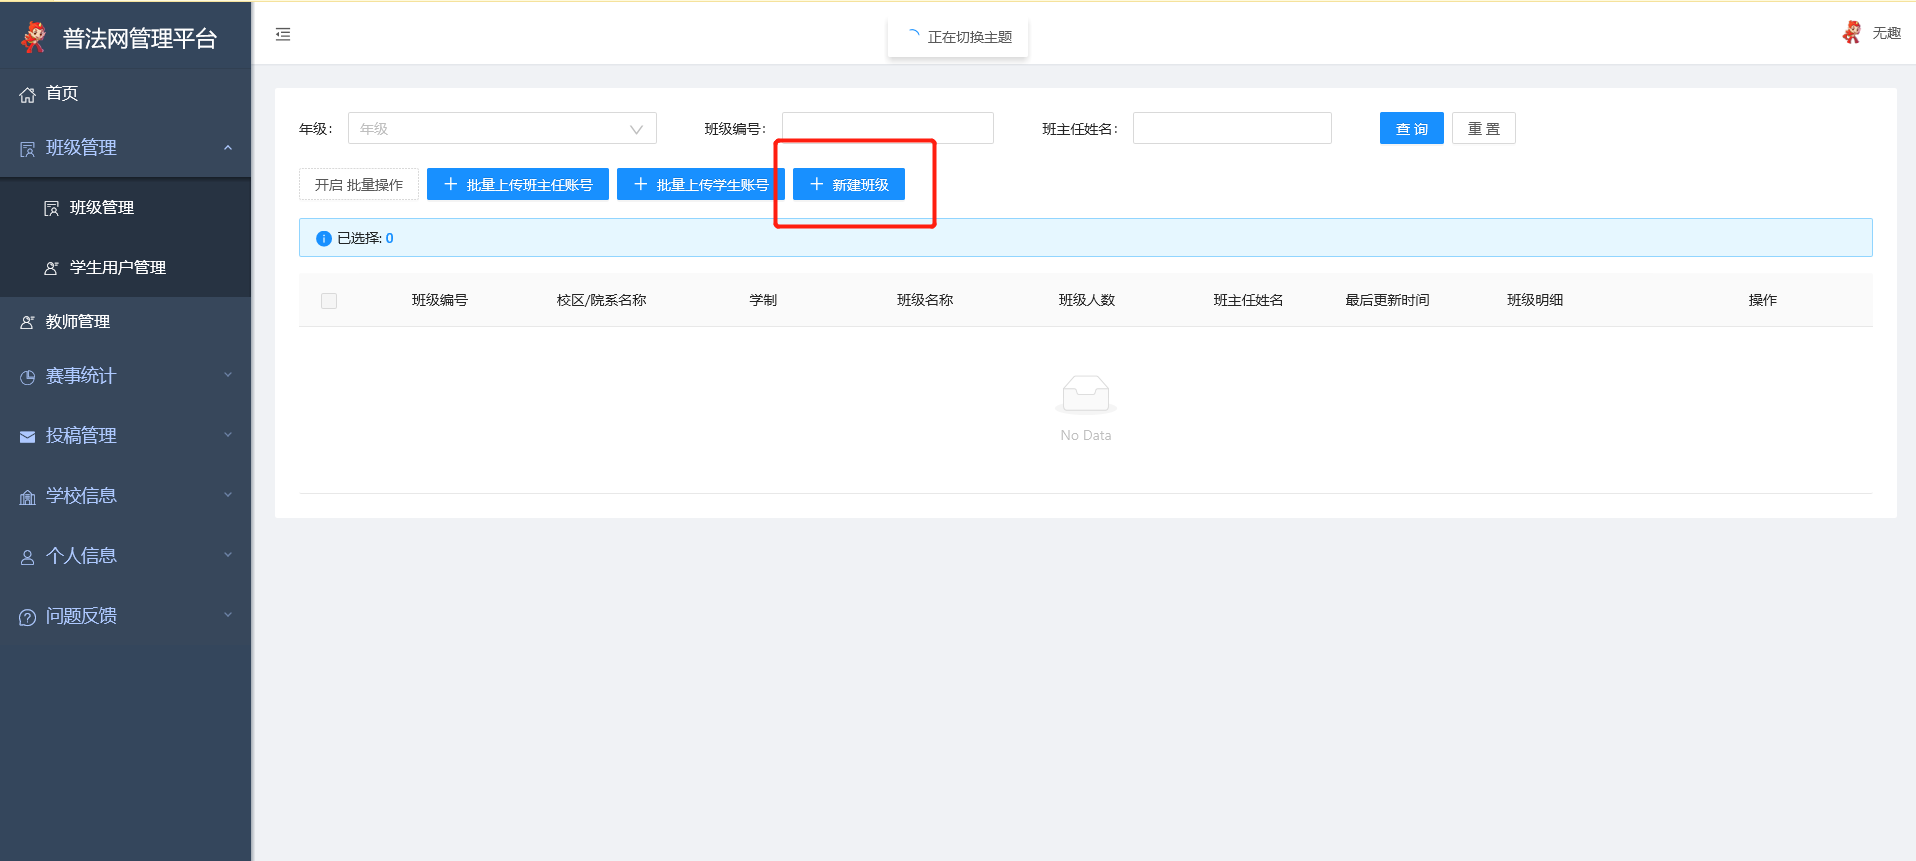 普法网管理平台
正在切换主题
无趣
首页
班级管理
班级管理
学生用户管理
教师管理
赛事统计
投稿管理
学校信息
个人信息
问题反馈
年级： 年级 班级编号： 班主任姓名： 查 询 重 置
开启 批量操作 批量上传班主任账号 批量上传学生账号 新建班级
已选择: 0
班级编号 校区/院系名称 学制 班级名称 班级人数 班主任姓名 最后更新时间 班级明细 操作
No Data